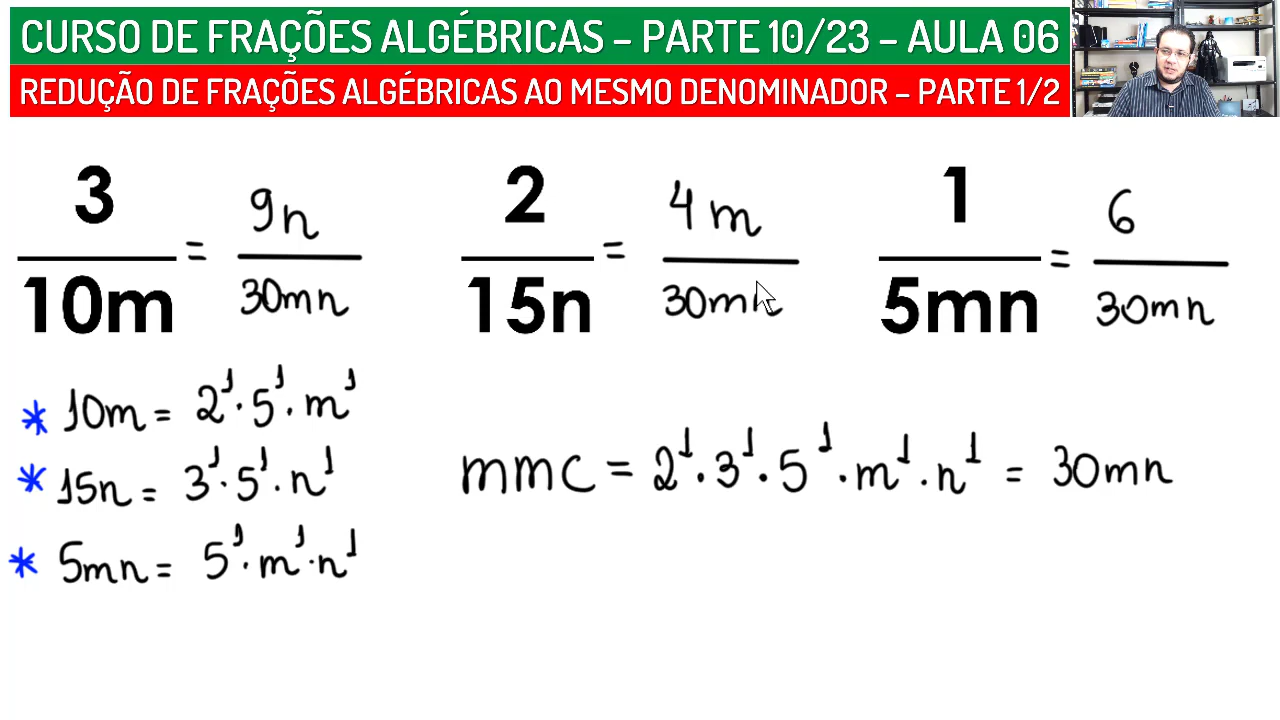 CURSO DE FRAÇÕES ALGÉBRICAS – PARTE 10/23 – AULA 06
REDUÇÃO DE FRAÇÕES ALGÉBRICAS AO MESMO DENOMINADOR – PARTE 1/2
3/10m = 9n/30mn
2/15n = 4m/30mn
1/5mn = 6/30mn
* 10m = 2¹·5¹·m¹
* 15n = 3¹·5¹·n¹
* 5mn = 5¹·m¹·n¹
mmc = 2¹·3¹·5¹·m¹·n¹ = 30mn